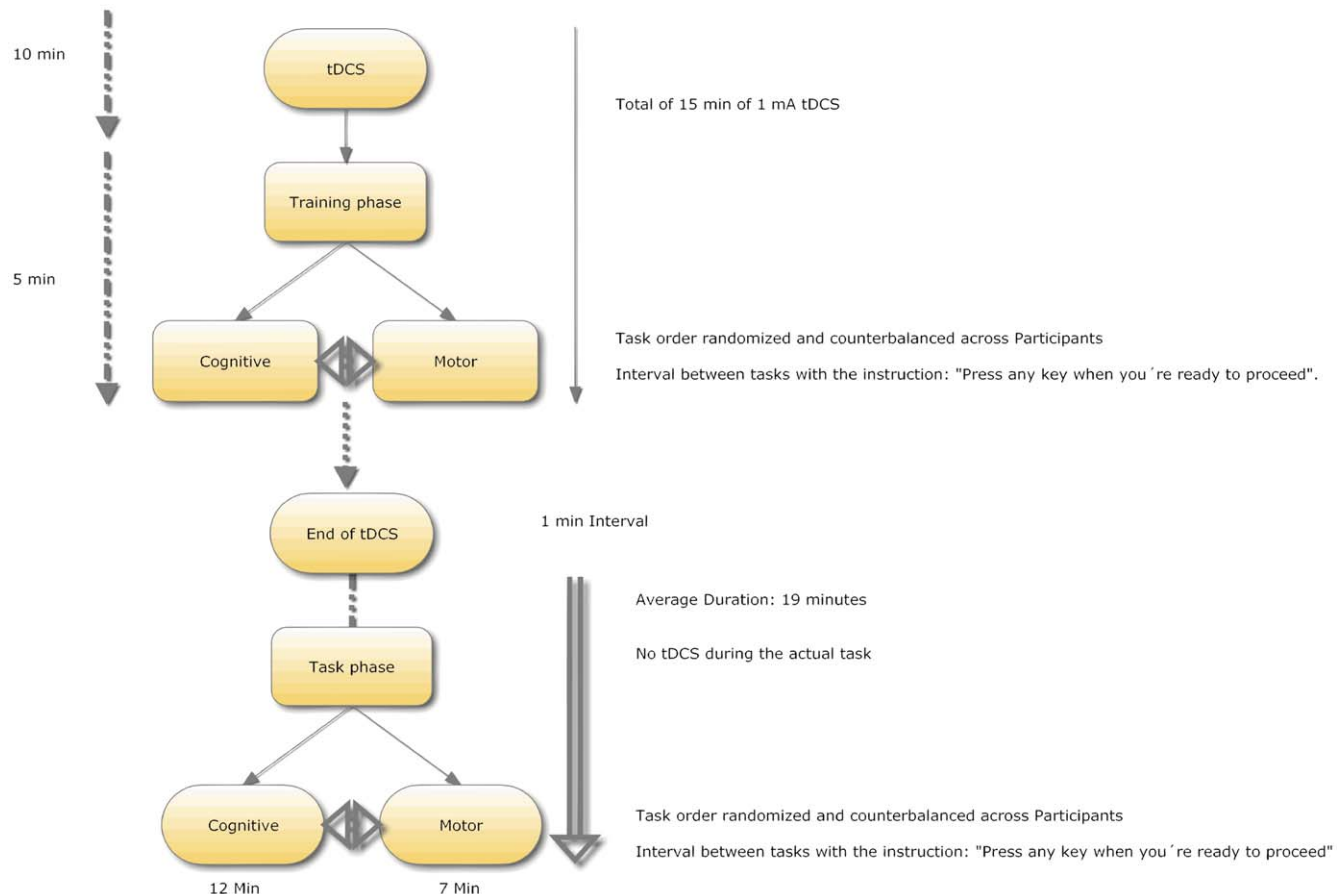 10 min
tDCS
Total of 15 min of 1 mA tDCS
Training phase
5 min
Cognitive
Motor
Task order randomized and counterbalanced across Participants
Interval between tasks with the instruction: "Press any key when you´re ready to proceed".
End of tDCS
1 min Interval
Average Duration: 19 minutes
No tDCS during the actual task
Task phase
Cognitive
Motor
Task order randomized and counterbalanced across Participants
Interval between tasks with the instruction: "Press any key when you´re ready to proceed"
12 Min
7 Min